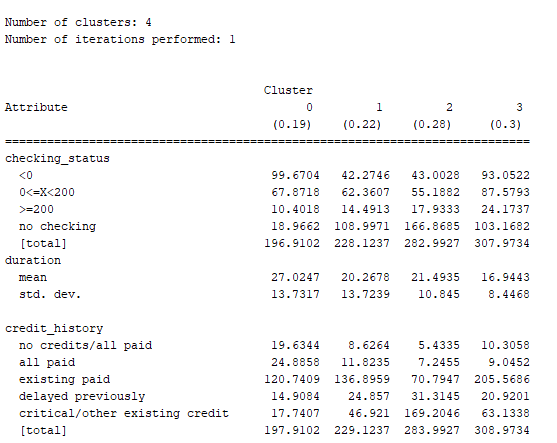 Number of clusters: 4
Number of iterations performed: 1
Cluster
Attribute 0 1 2 3
(0.19) (0.22) (0.28) (0.3)
===========================================================================
checking_status
<0 99.6704 42.2746 43.0028 93.0522
0<=X<200 67.8718 62.3607 55.1882 87.5793
>=200 10.4018 14.4913 17.9333 24.1737
no checking 18.9662 108.9971 166.8685 103.1682
[total] 196.9102 228.1237 282.9927 307.9734
duration
mean 27.0247 20.2678 21.4935 16.9443
std. dev. 13.7317 13.7239 10.845 8.4468
credit_history
no credits/all paid 19.6344 8.6264 5.4335 10.3058
all paid 24.8858 11.8235 7.2455 9.0452
existing paid 120.7409 136.8959 70.7947 205.5686
delayed previously 14.9084 24.857 31.3145 20.9201
critical/other existing credit 17.7407 46.921 169.2046 63.1338
[total] 197.9102 229.1237 283.9927 308.9734